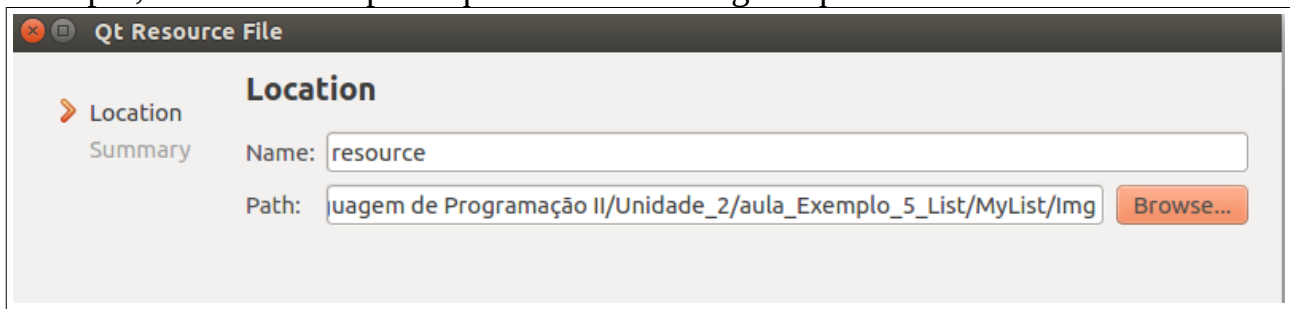 Qt Resource File
Location
Location
Summary
Name: resource
Path: uagem de Programação II/Unidade_2/aula_Exemplo_5_List/MyList/Img Browse...